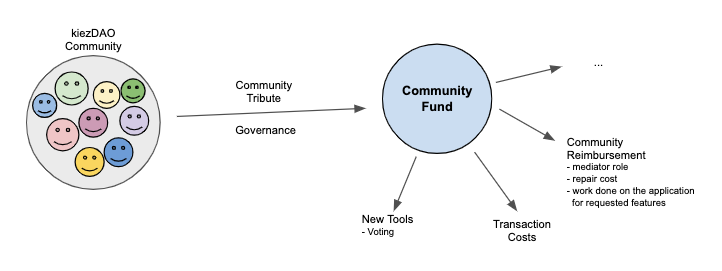 kiezDAO
Community
Community
Tribute
Governance
Community
Fund
...
Community
Reimbursement
- mediator role
- repair cost
- work done on the application
for requested features
New Tools
- Voting
Transaction
Costs